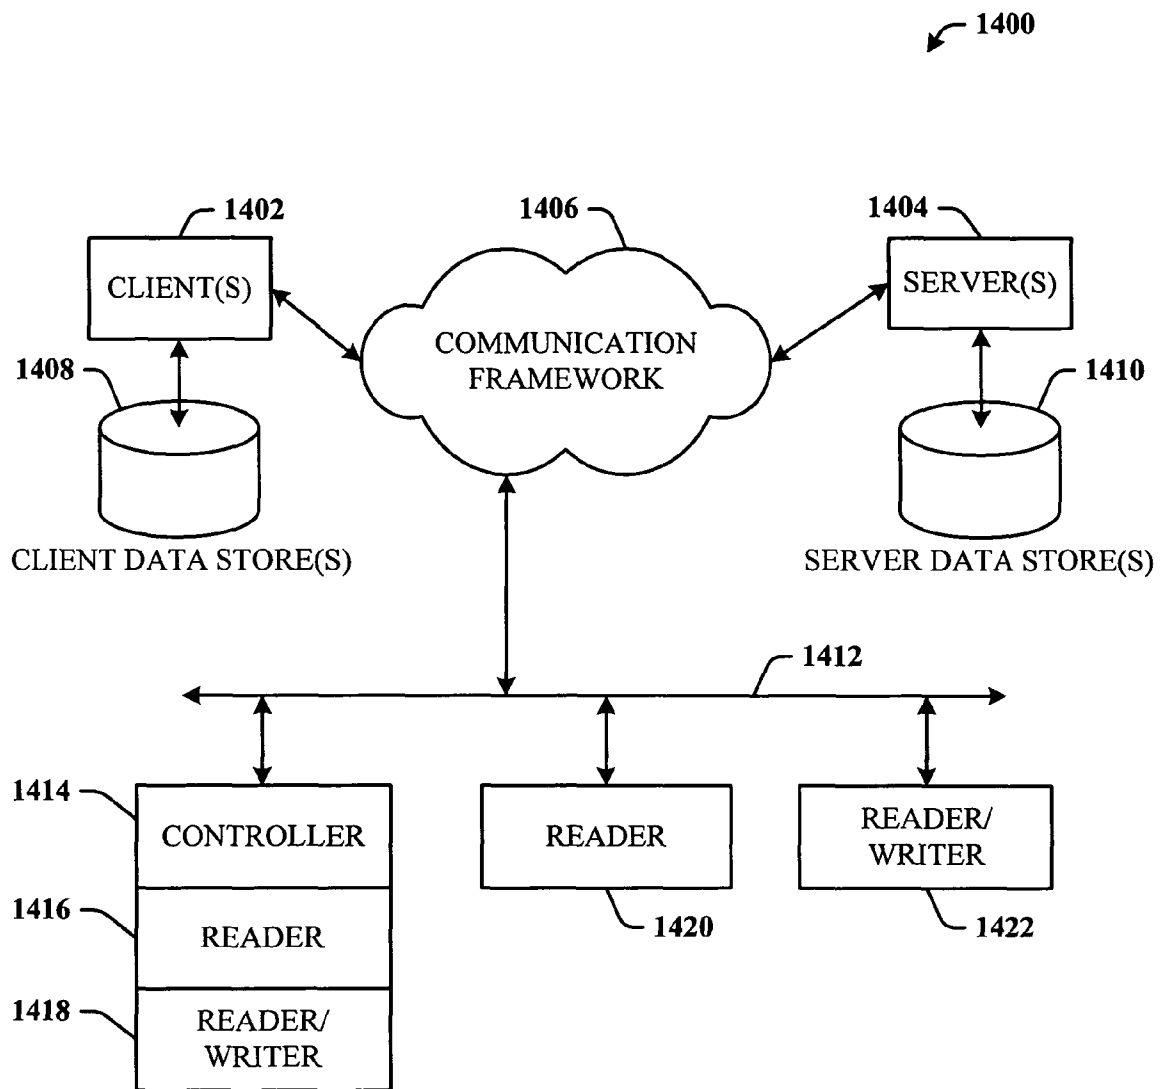 1400
1402
1406
1404
CLIENT(S)
SERVER(S)
COMMUNICATION
FRAMEWORK
1408
1410
CLIENT DATA STORE(S)
SERVER DATA STORE(S)
1412
1414
CONTROLLER
READER
READER/
WRITER
1416
READER
1420
1422
1418
READER/
WRITER